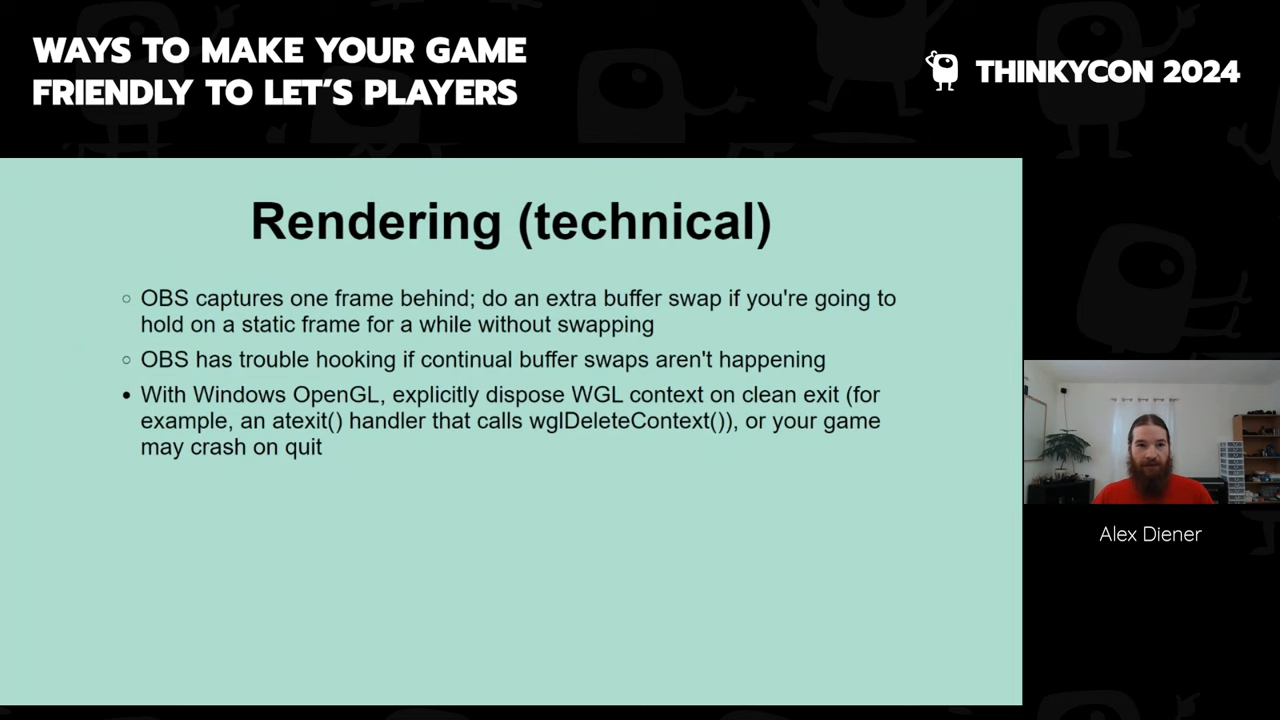 WAYS TO MAKE YOUR GAME
FRIENDLY TO LET'S PLAYERS
THINKYCON 2024
Rendering (technical)
OBS captures one frame behind; do an extra buffer swap if you're going to
hold on a static frame for a while without swapping
OBS has trouble hooking if continual buffer swaps aren't happening
With Windows OpenGL, explicitly dispose WGL context on clean exit (for
example, an atexit() handler that calls wglDeleteContext()), or your game
may crash on quit
Alex Diener